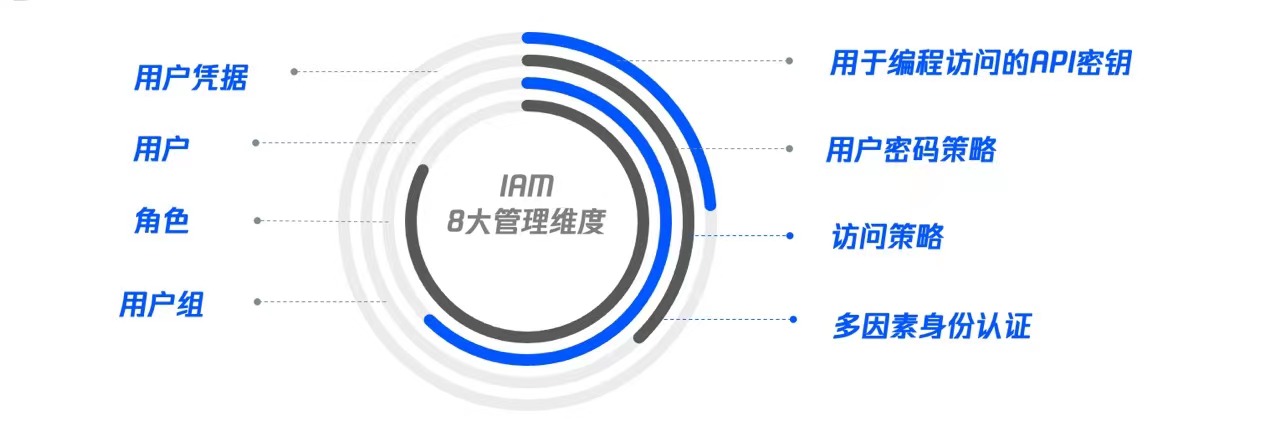 用户凭据
用户
角色
用户组
IAM
8大管理维度
用于编程访问的API密钥
用户密码策略
访问策略
多因素身份认证